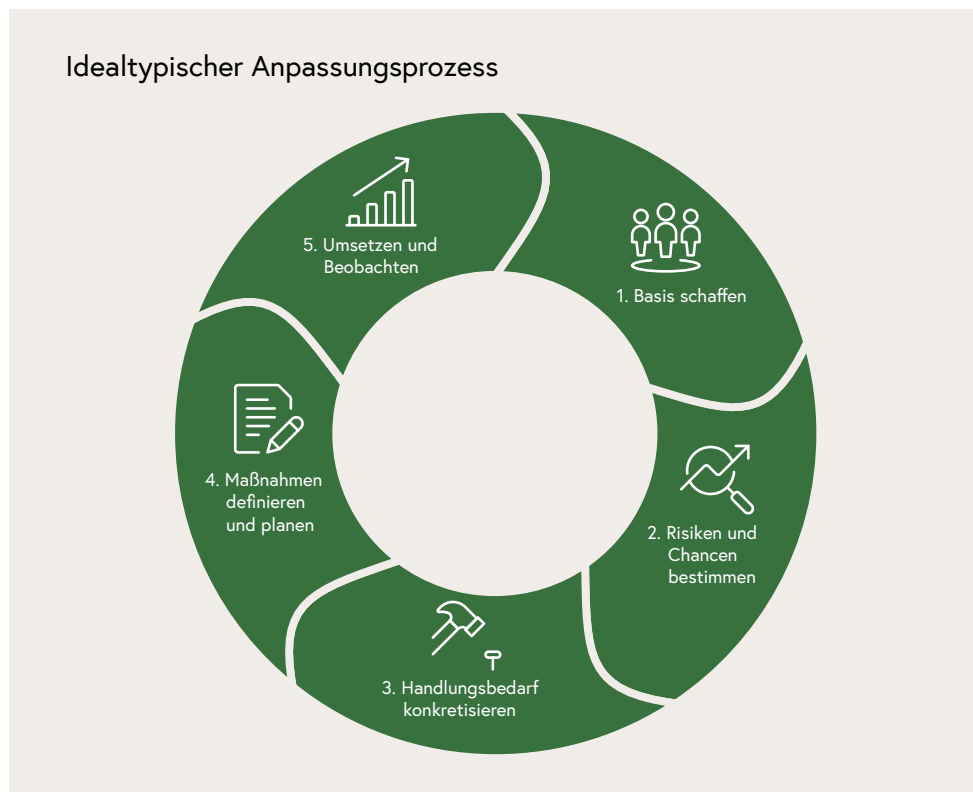 Idealtypischer Anpassungsprozess
1. Basis schaffen
2. Risiken und
Chancen
bestimmen
3. Handlungsbedarf
konkretisieren
4. Maßnahmen
definieren
und planen
5. Umsetzen und
Beobachten